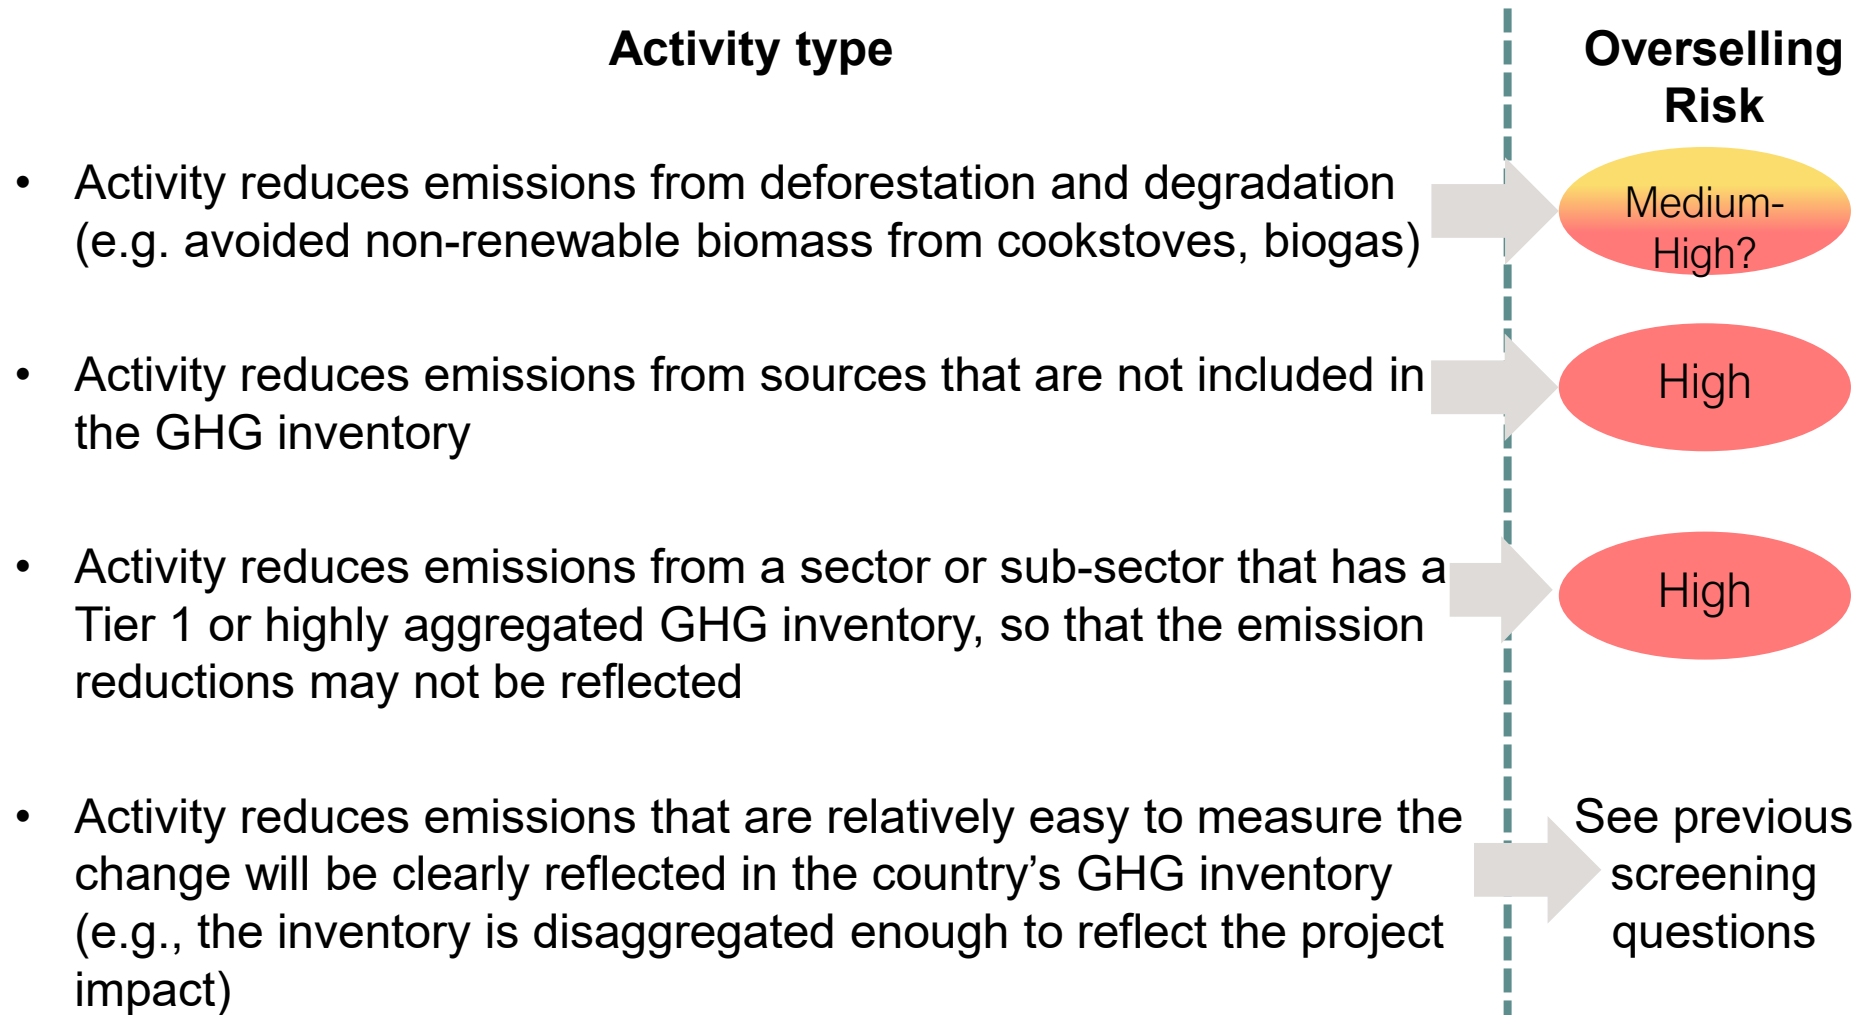 Activity type
Overselling
Risk
• Activity reduces emissions from deforestation and degradation
(e.g. avoided non-renewable biomass from cookstoves, biogas)
Medium-
High?
• Activity reduces emissions from sources that are not included in
the GHG inventory
High
• Activity reduces emissions from a sector or sub-sector that has a
Tier 1 or highly aggregated GHG inventory, so that the emission
reductions may not be reflected
High
• Activity reduces emissions that are relatively easy to measure the
change will be clearly reflected in the country’s GHG inventory
(e.g., the inventory is disaggregated enough to reflect the project
impact)
See previous
screening
questions